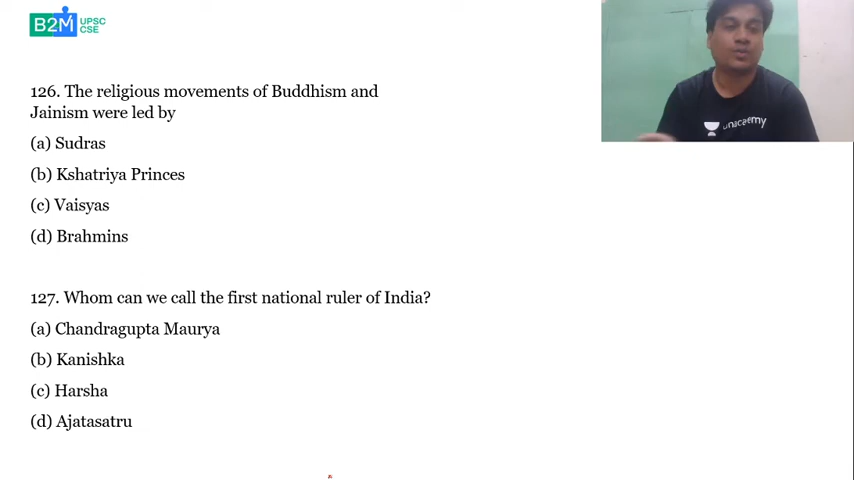 B2M UPSC
CSE
unacademy
126. The religious movements of Buddhism and
Jainism were led by
(a) Sudras
(b) Kshatriya Princes
(c) Vaisyas
(d) Brahmins
127. Whom can we call the first national ruler of India?
(a) Chandragupta Maurya
(b) Kanishka
(c) Harsha
(d) Ajatasatru